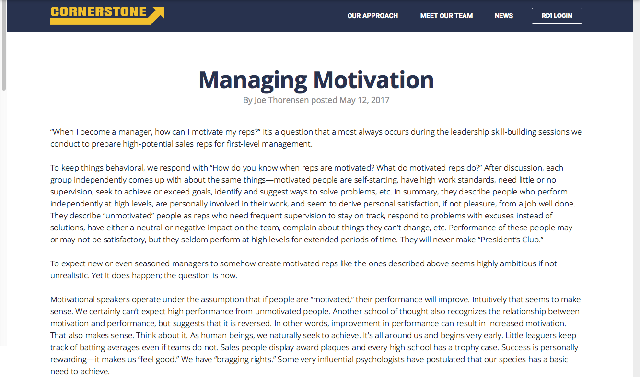 CORNERSTONE
OUR APPROACH MEET OUR TEAM NEWS RD1 LOGIN
Managing Motivation
By Joe Thorensen posted May 12, 2017
"When I become a manager, how can I motivate my reps?" It's a question that almost always occurs during the leadership skill-building sessions we
conduct to prepare high-potential sales reps for first-level management.
To keep things behavioral, we respond with "How do you know when reps are motivated? What do motivated reps do?" After discussion, each
group independently comes up with about the same things—motivated people are self-starting, have high work standards, need little or no
supervision, seek to achieve or exceed goals, identify and suggest ways to solve problems, etc. In summary, they describe people who perform
independently at high levels, are personally involved in their work, and seem to derive personal satisfaction, if not pleasure, from a job well done.
They describe "unmotivated" people as reps who need frequent supervision to stay on track, respond to problems with excuses instead of
solutions, have either a neutral or negative impact on the team, complain about things they can't change, etc. Performance of these people may
or may not be satisfactory, but they seldom perform at high levels for extended periods of time. They will never make "President's Club."
To expect new or even seasoned managers to somehow create motivated reps like the ones described above seems highly ambitious if not
unrealistic. Yet it does happen; the question is how.
Motivational speakers operate under the assumption that if people are "motivated," their performance will improve. Intuitively that seems to make
sense. We certainly can't expect high performance from unmotivated people. Another school of thought also recognizes the relationship between
motivation and performance, but suggests that it is reversed. In other words, improvement in performance can result in increased motivation.
That also makes sense. Think about it. As human beings, we naturally seek to achieve. It's all around us and begins very early. Little leaguers keep
track of batting averages even if teams do not. Sales people display award plaques and every high school has a trophy case. Success is personally
rewarding—it makes us "feel good." We have "bragging rights." Some very influential psychologists have postulated that our species has a basic
need to achieve.